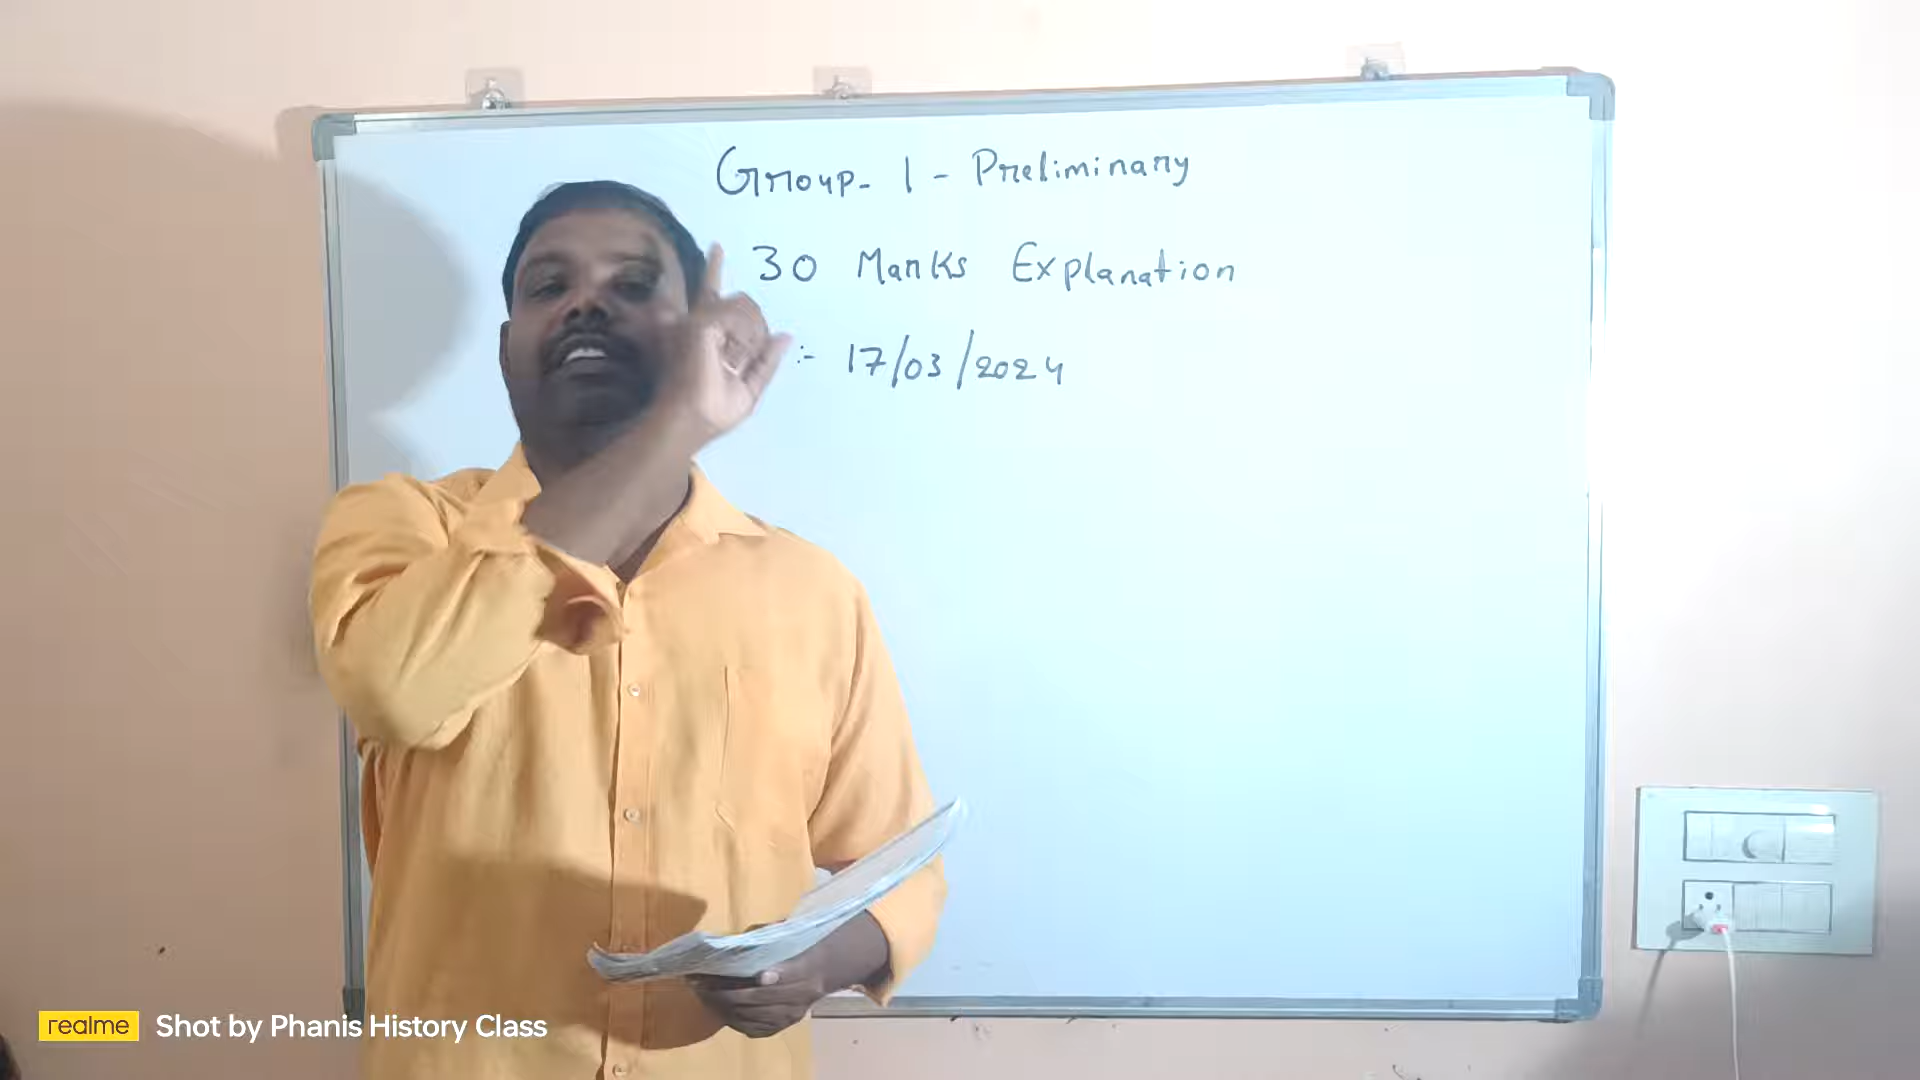 Group- 1 - Preliminary
30 Marks Explanation
:- 17/03/2024
realme Shot by Phanis History Class